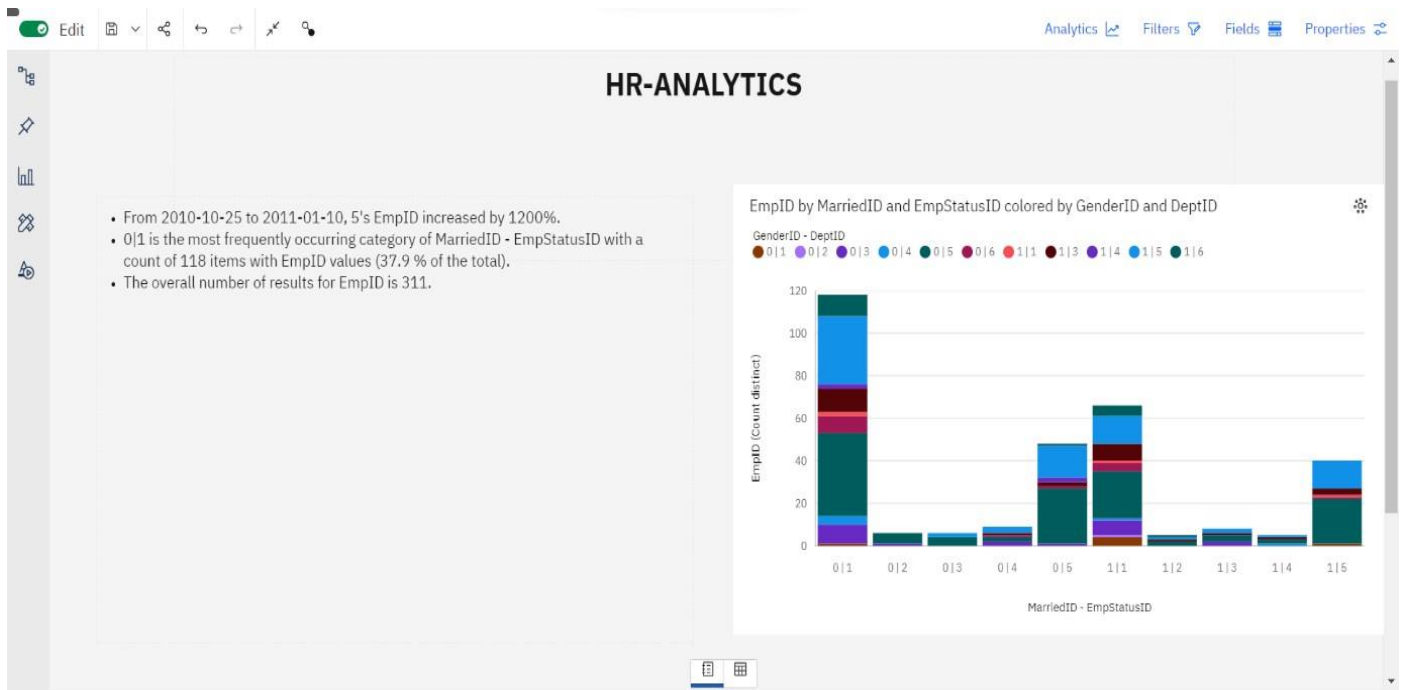 Edit
Analytics Filters Fields Properties
HR-ANALYTICS
• From 2010-10-25 to 2011-01-10, 5's EmpID increased by 1200%.
• 0|1 is the most frequently occurring category of MarriedID - EmpStatusID with a
count of 118 items with EmpID values (37.9 % of the total).
• The overall number of results for EmpID is 311.
EmpID by MarriedID and EmpStatusID colored by GenderID and DeptID
GenderID - DeptID
0|1 0|2 0|3 0|4 0|5 0|6 1|1 1|3 1|4 1|5 1|6
EmpID (Count distinct)
120
100
80
60
40
20
0
0|1 0|2 0|3 0|4 0|5 1|1 1|2 1|3 1|4 1|5
MarriedID - EmpStatusID